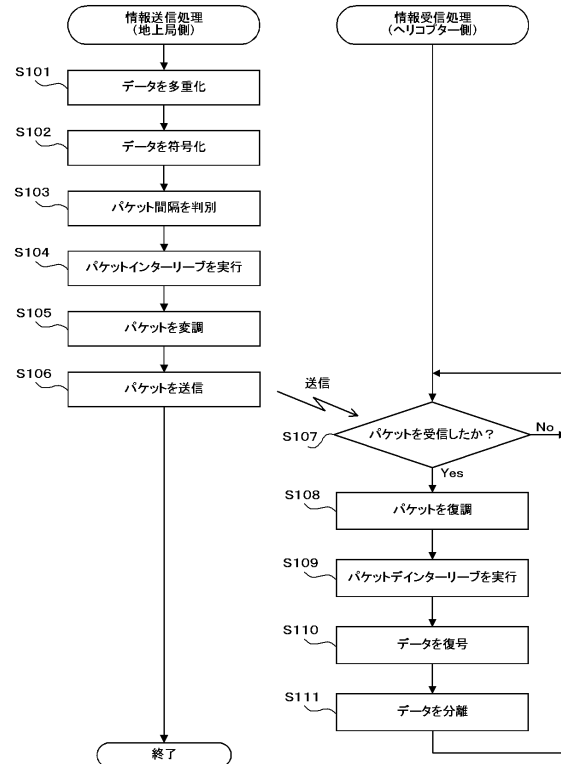 情報送信処理
(地上局側)
S101
データを多重化
S102
データを符号化
S103
パケット間隔を判別
S104
パケットインターリーブを実行
S105
パケットを変調
S106
パケットを送信
終了
情報受信処理
(ヘリコプター側)
送信
S107
パケットを受信したか？
No
Yes
S108
パケットを復調
S109
パケットデインターリーブを実行
S110
データを復号
S111
データを分離